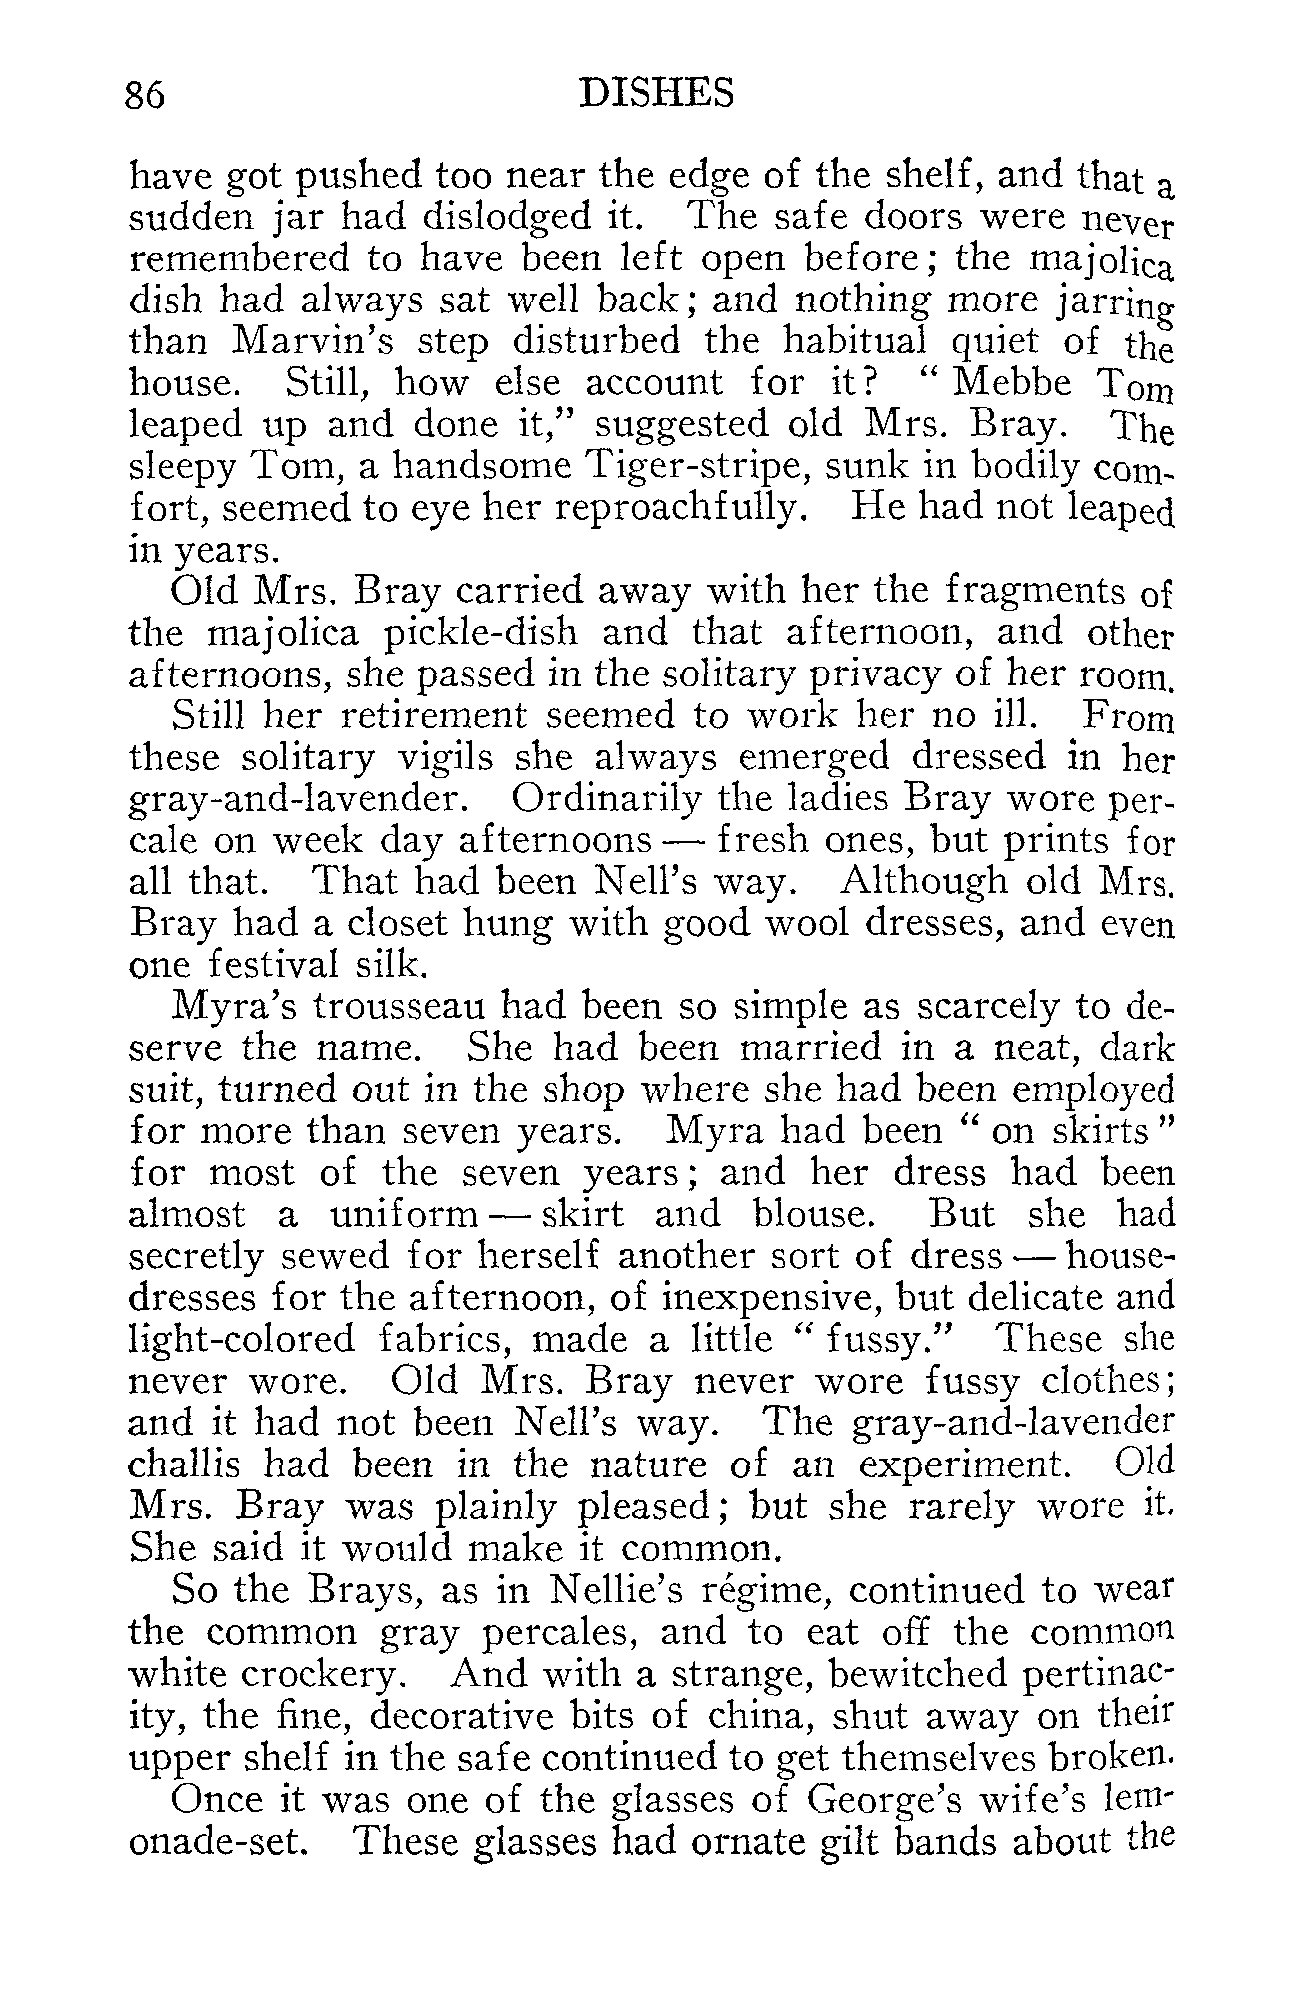 86 DISHES
have got pushed too near the edge of the shelf, and that a
sudden jar had dislodged it. The safe doors were never
remembered to have been left open before; the majolica
dish had always sat well back; and nothing more jarring
than Marvin's step disturbed the habitual quiet of the
house. Still, how else account for it? " Mebbe Tom
leaped up and done it," suggested old Mrs. Bray. The
sleepy Tom, a handsome Tiger-stripe, sunk in bodily com-
fort, seemed to eye her reproachfully. He had not leaped
in years.
Old Mrs. Bray carried away with her the fragments of
the majolica pickle-dish and that afternoon, and other
afternoons, she passed in the solitary privacy of her room.
Still her retirement seemed to work her no ill. From
these solitary vigils she always emerged dressed in her
gray-and-lavender. Ordinarily the ladies Bray wore per-
cale on week day afternoons — fresh ones, but prints for
all that. That had been Nell's way. Although old Mrs.
Bray had a closet hung with good wool dresses, and even
one festival silk.
Myra's trousseau had been so simple as scarcely to de-
serve the name. She had been married in a neat, dark
suit, turned out in the shop where she had been employed
for more than seven years. Myra had been " on skirts "
for most of the seven years; and her dress had been
almost a uniform — skirt and blouse. But she had
secretly sewed for herself another sort of dress — house-
dresses for the afternoon, of inexpensive, but delicate and
light-colored fabrics, made a little " fussy." These she
never wore. Old Mrs. Bray never wore fussy clothes;
and it had not been Nell's way. The gray-and-lavender
challis had been in the nature of an experiment. Old
Mrs. Bray was plainly pleased; but she rarely wore it.
She said it would make it common.
So the Brays, as in Nellie's régime, continued to wear
the common gray percales, and to eat off the common
white crockery. And with a strange, bewitched pertinac-
ity, the fine, decorative bits of china, shut away on their
upper shelf in the safe continued to get themselves broken.
Once it was one of the glasses of George's wife's lem-
onade-set. These glasses had ornate gilt bands about the